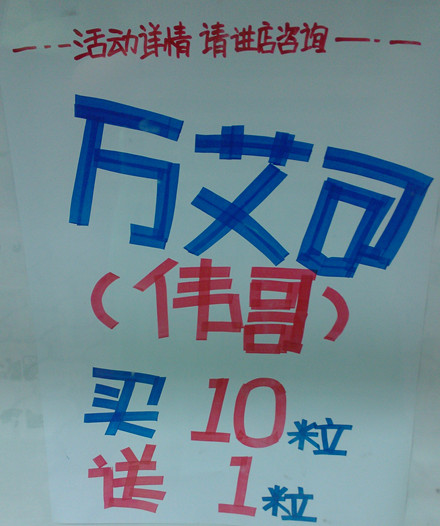 活动详情 请进店咨询
万艾可
(伟哥)
买 10粒
送 1粒